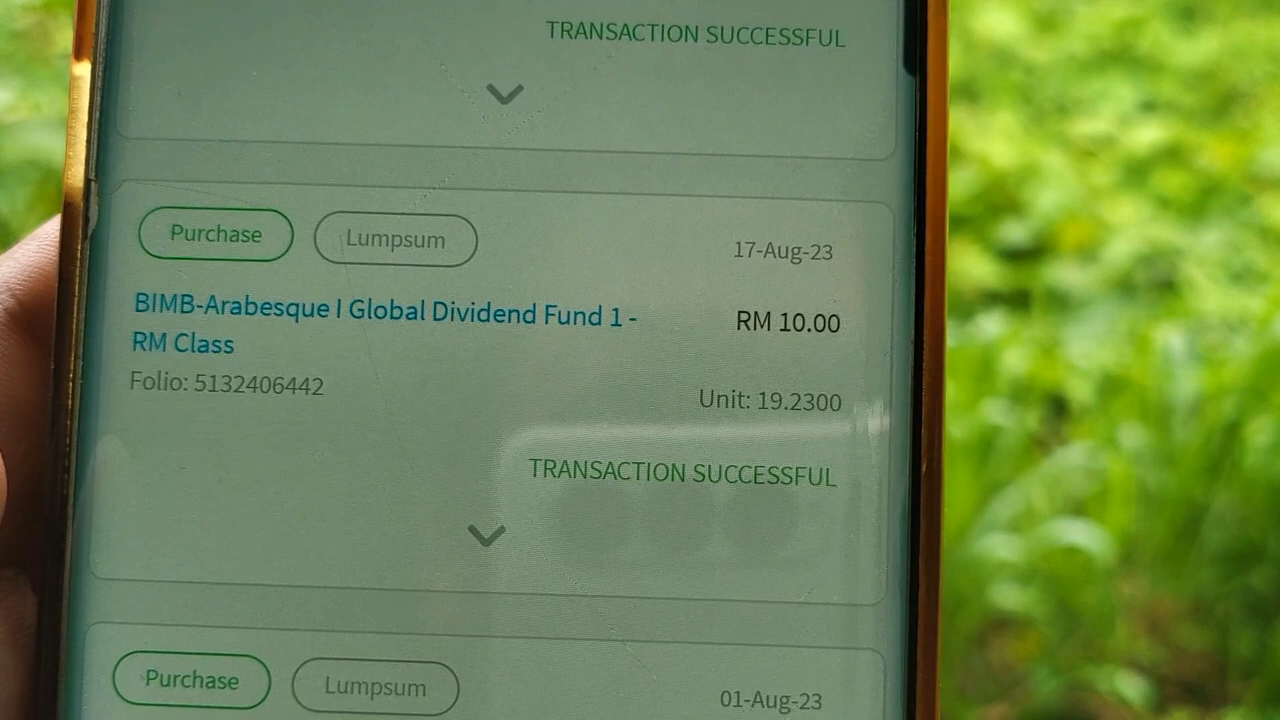 TRANSACTION SUCCESSFUL
Purchase Lumpsum 17-Aug-23
BIMB-Arabesque I Global Dividend Fund 1 - RM 10.00
RM Class
Folio: 5132406442 Unit: 19.2300
TRANSACTION SUCCESSFUL
Purchase Lumpsum 01-Aug-23